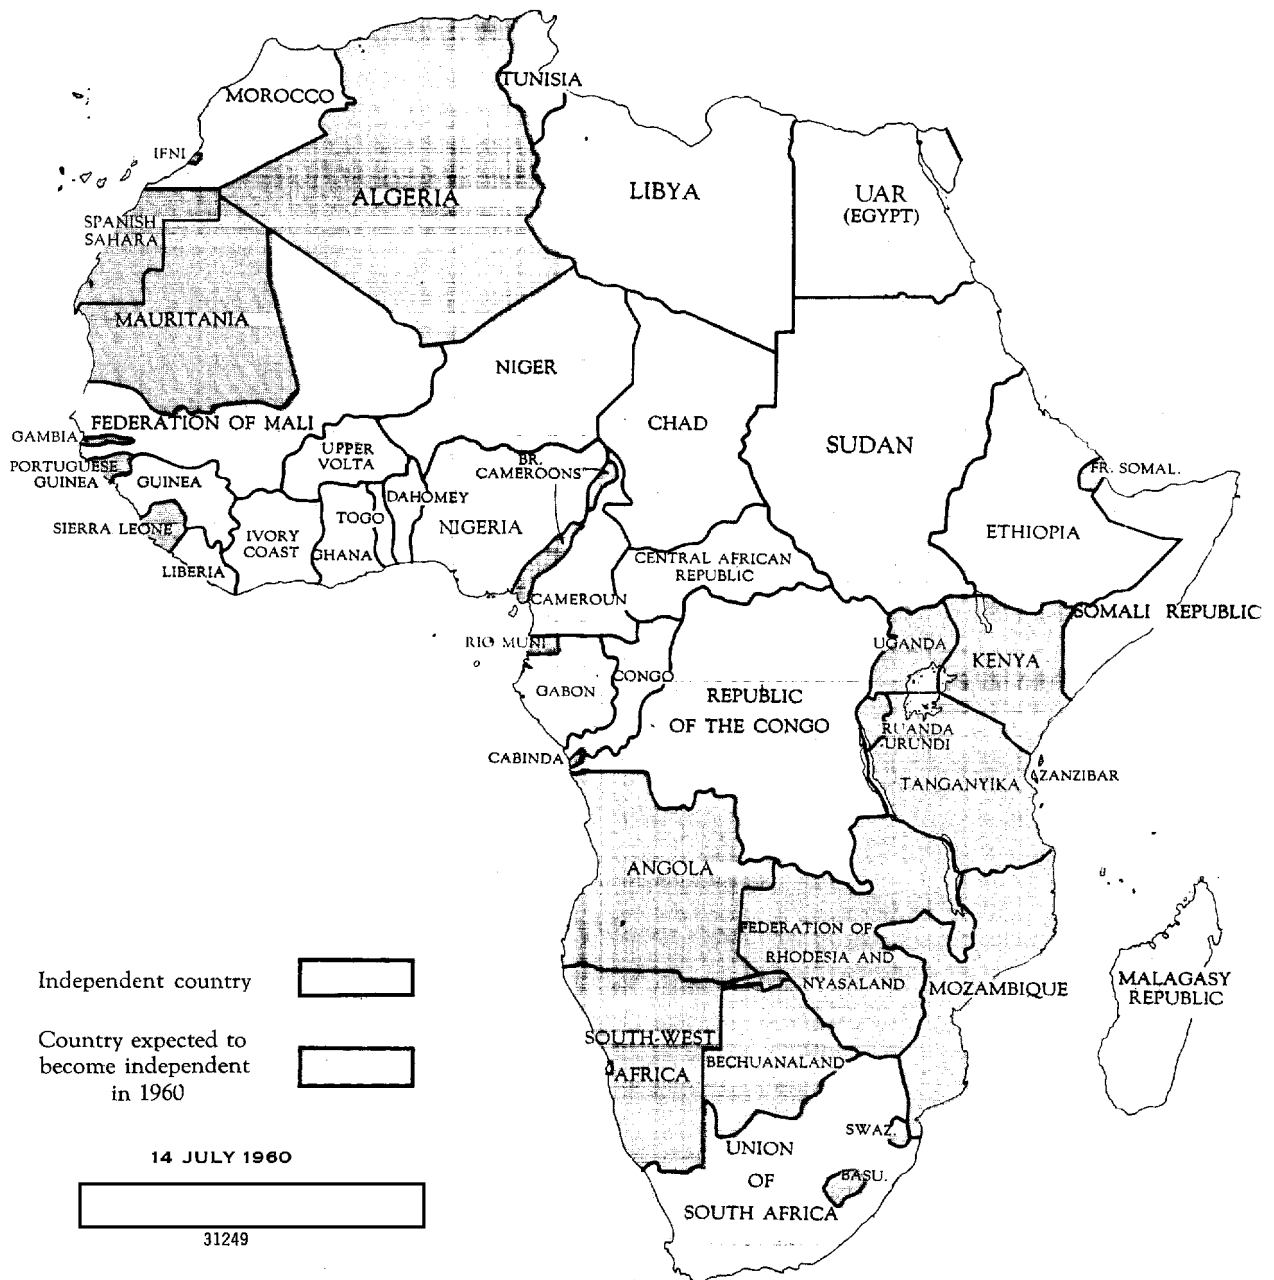 TUNISIA
MOROCCO
IFNI
ALGERIA
LIBYA
UAR
(EGYPT)
SPANISH
SAHARA
MAURITANIA
NIGER
CHAD
SUDAN
FEDERATION OF MALI
GAMBIA
UPPER
VOLTA
BR.
CAMEROONS
FR. SOMAL.
PORTUGUESE
GUINEA
GUINEA
DAHOMEY
SIERRA LEONE
TOGO
NIGERIA
IVORY
COAST
GHANA
ETHIOPIA
LIBERIA
CENTRAL AFRICAN
REPUBLIC
CAMEROUN
SOMALI REPUBLIC
RIO MUNI
UGANDA
KENYA
GABON
CONGO
REPUBLIC
OF THE CONGO
RUANDA
URUNDI
CABINDA
TANGANYIKA
ZANZIBAR
ANGOLA
FEDERATION OF
RHODESIA AND
NYASALAND
MOZAMBIQUE
MALAGASY
REPUBLIC
SOUTH-WEST
AFRICA
BECHUANALAND
SWAZ.
UNION
OF
SOUTH AFRICA
BASU.
Independent country
Country expected to
become independent
in 1960
14 JULY 1960
31249